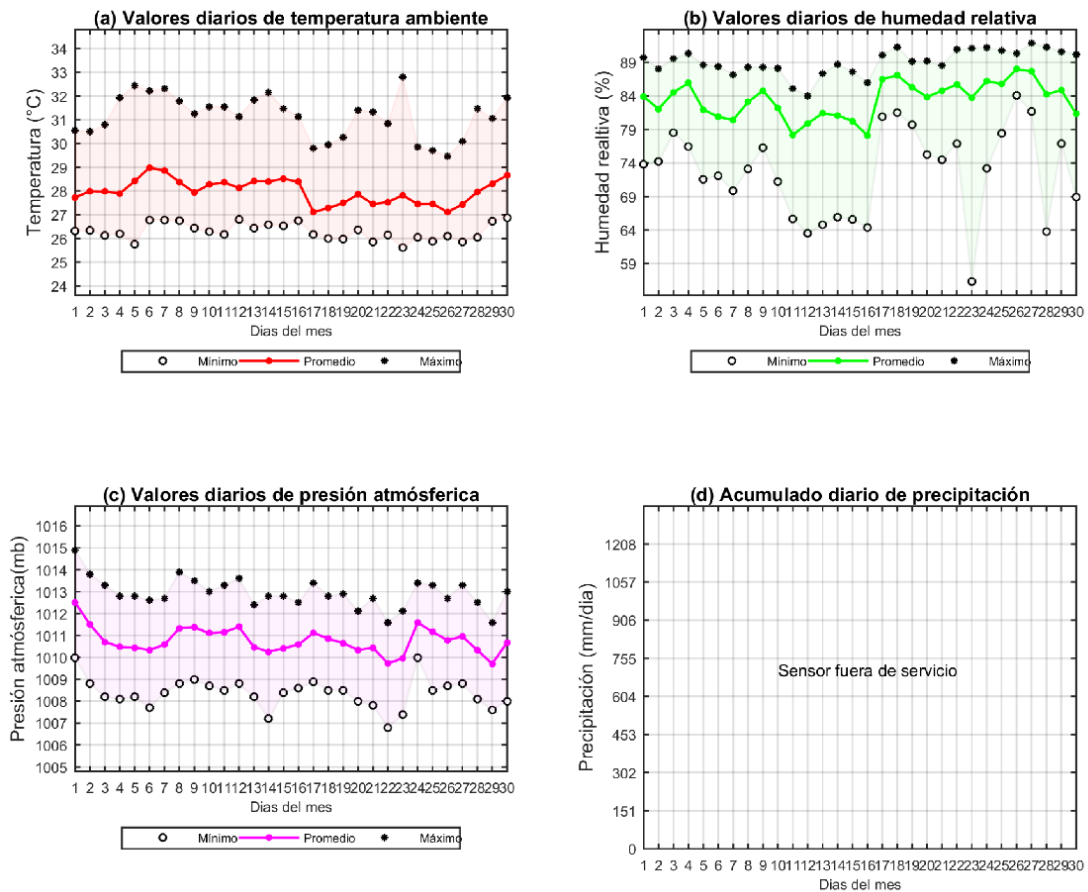 (a) Valores diarios de temperatura ambiente
Temperatura (°C)
34
33
32
31
30
29
28
27
26
25
24
1 2 3 4 5 6 7 8 9 10 11 12 13 14 15 16 17 18 19 20 21 22 23 24 25 26 27 28 29 30
Dias del mes
Mínimo Promedio Máximo
(b) Valores diarios de humedad relativa
Humedad realtiva (%)
89
84
79
74
69
64
59
1 2 3 4 5 6 7 8 9 10 11 12 13 14 15 16 17 18 19 20 21 22 23 24 25 26 27 28 29 30
Dias del mes
Mínimo Promedio Máximo
(c) Valores diarios de presión atmósferica
Presión atmósferica(mb)
1016
1015
1014
1013
1012
1011
1010
1009
1008
1007
1006
1005
1 2 3 4 5 6 7 8 9 10 11 12 13 14 15 16 17 18 19 20 21 22 23 24 25 26 27 28 29 30
Dias del mes
Mínimo Promedio Máximo
(d) Acumulado diario de precipitación
Precipitación (mm/dia)
1208
1057
906
755
604
453
302
151
0
Sensor fuera de servicio
1 2 3 4 5 6 7 8 9 10 11 12 13 14 15 16 17 18 19 20 21 22 23 24 25 26 27 28 29 30
Dias del mes